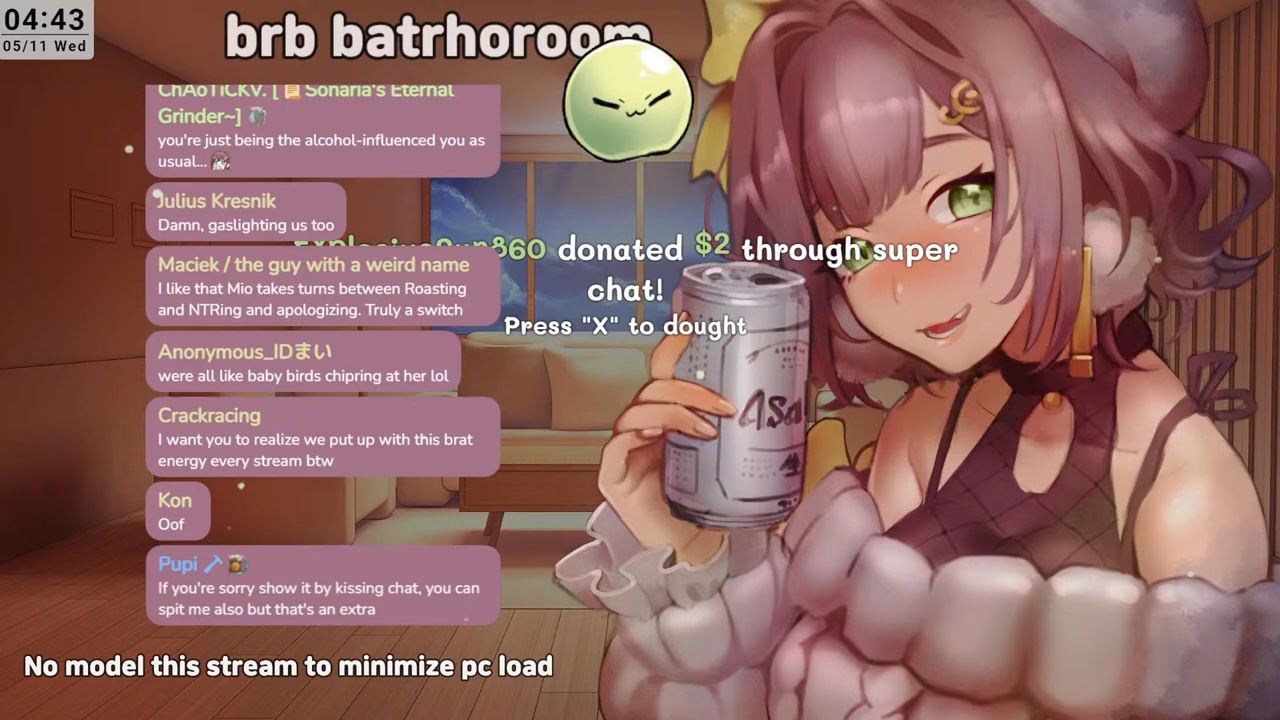 04:43
05/11 Wed
brb batrhoroom
ChAoTiCKV. [ Sonaria's Eternal
Grinder~]
you're just being the alcohol-influenced you as
usual...
Julius Kresnik
Damn, gaslighting us too
donated $2 through super
chat!
Press "X" to dought
Maciek / the guy with a weird name
I like that Mio takes turns between Roasting
and NTRing and apologizing. Truly a switch
Anonymous_IDまい
were all like baby birds chipring at her lol
Crackracing
I want you to realize we put up with this brat
energy every stream btw
Kon
Oof
Pupi
If you're sorry show it by kissing chat, you can
spit me also but that's an extra
No model this stream to minimize pc load